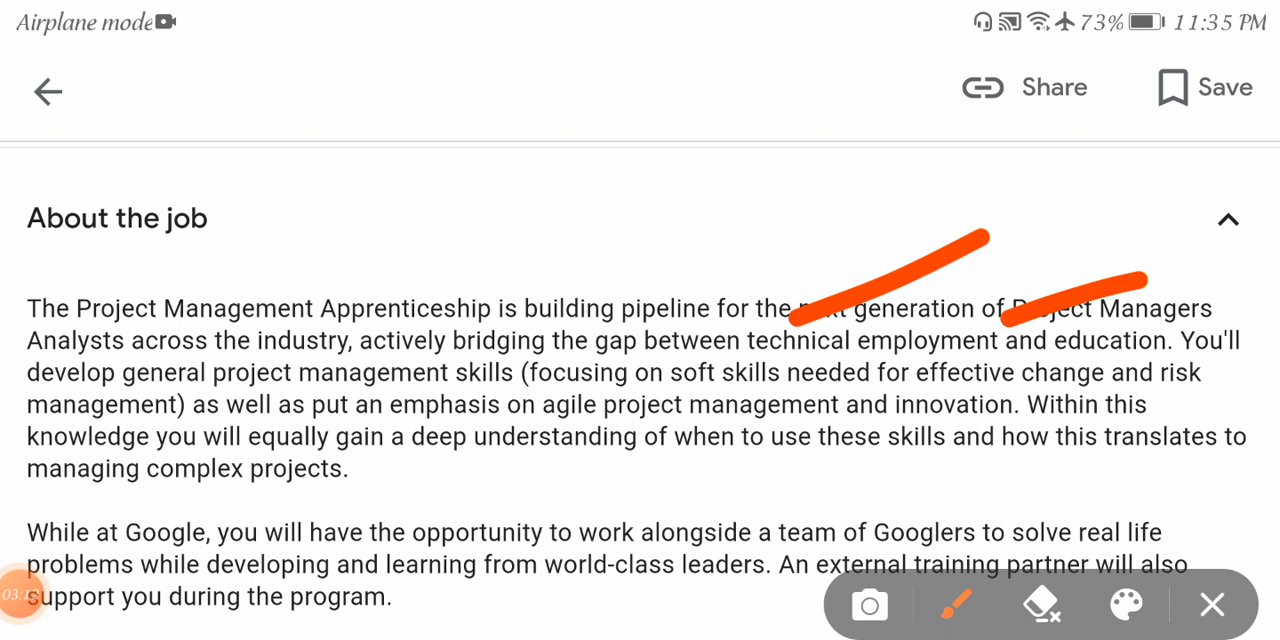 Airplane mode 73% 11:35 PM
Share Save
About the job
The Project Management Apprenticeship is building pipeline for the next generation of Project Managers
Analysts across the industry, actively bridging the gap between technical employment and education. You'll
develop general project management skills (focusing on soft skills needed for effective change and risk
management) as well as put an emphasis on agile project management and innovation. Within this
knowledge you will equally gain a deep understanding of when to use these skills and how this translates to
managing complex projects.
While at Google, you will have the opportunity to work alongside a team of Googlers to solve real life
problems while developing and learning from world-class leaders. An external training partner will also
support you during the program.